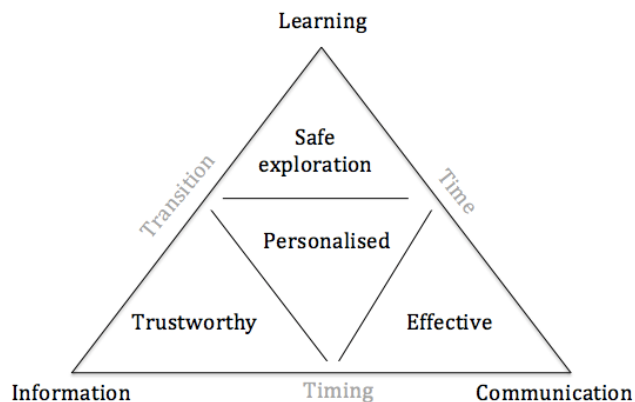 Learning
Safe
exploration
Transition
Time
Personalised
Trustworthy
Effective
Information
Timing
Communication